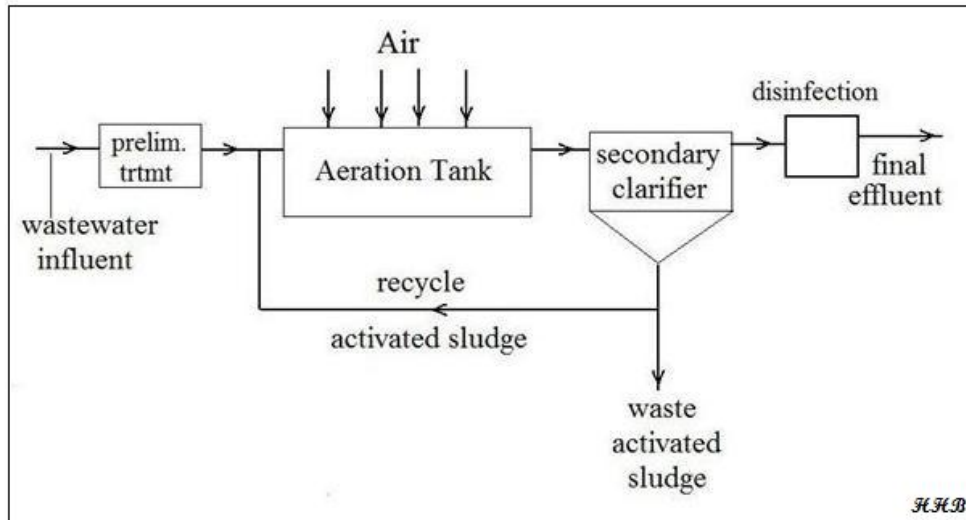 Air
disinfection
prelim.
trtmt
Aeration Tank
secondary
clarifier
final
effluent
wastewater
influent
recycle
activated sludge
waste
activated
sludge
HHB